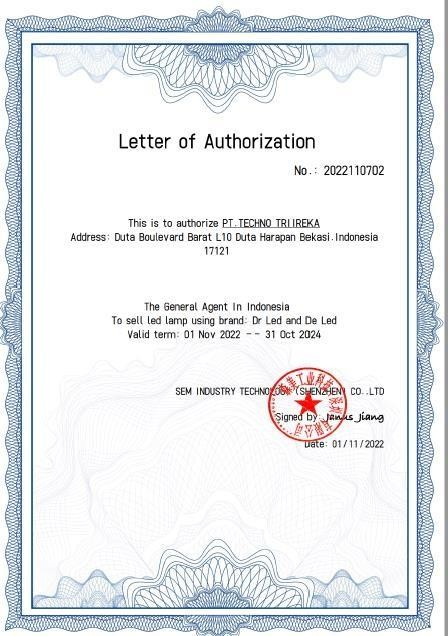 Letter of Authorization
No.: 2022110702
This is to authorize PT.TECHNO TRIIREKA
Address: Duta Boulevard Barat L10 Duta Harapan Bekasi.Indonesia
17121
The General Agent In Indonesia
To sell led lamp using brand: Dr Led and De Led
Valid term: 01 Nov 2022 -- 31 Oct 2024
SEM INDUSTRY TECHNOLOGY (SHENZHEN) CO.,LTD
Signed by: Janus Jiang
Date: 01/11/2022